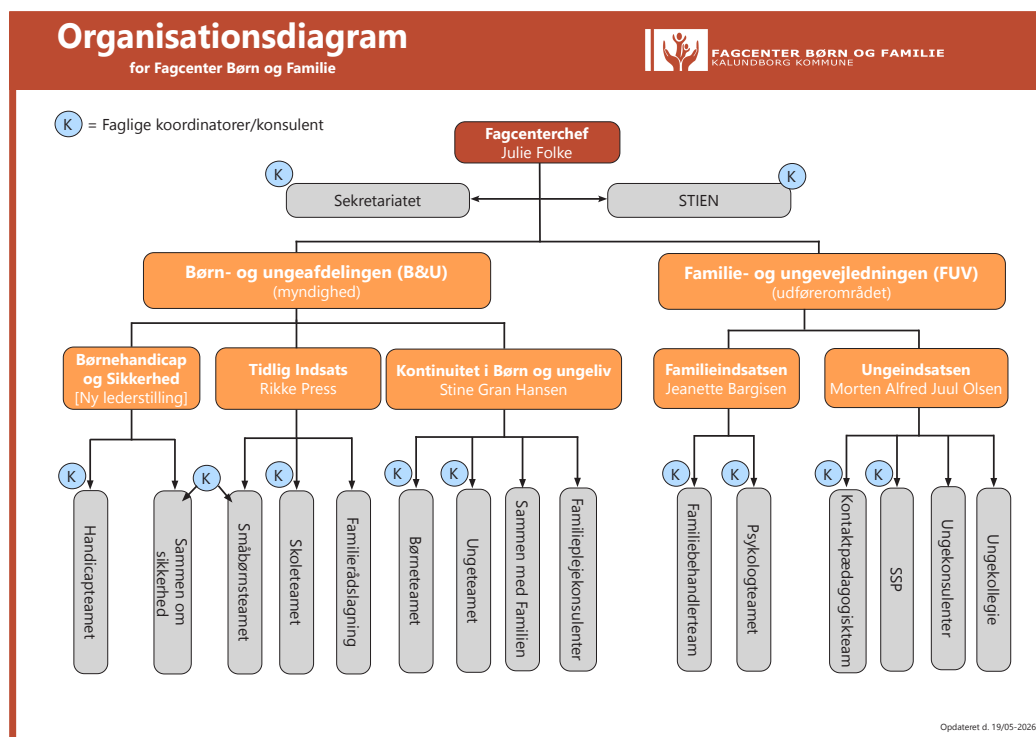 Organisationsdiagram
for Fagcenter Børn og Familie
FAGCENTER BØRN OG FAMILIE
KALUNDBORG KOMMUNE
K = Faglige koordinatorer/konsulent
Fagcenterchef
Julie Folke
K
Sekretariatet
K
STIEN
Børn- og ungeafdelingen (B&U)
(myndighed)
Familie- og ungevejledningen (FUV)
(udførerområdet)
Børnehandicap
og Sikkerhed
[Ny lederstilling]
Tidlig Indsats
Rikke Press
Kontinuitet i Børn og ungeliv
Stine Gran Hansen
Familieindsatsen
Jeanette Bargisen
Ungeindsatsen
Morten Alfred Juul Olsen
K
K
K
K
K
K
K
K
K
Handicapteamet
Sammen om
sikkerhed
Småbørnsteamet
Skoleteamet
Familierådslagning
Børneteamet
Ungeteamet
Sammen med Familien
Familieplejekonsulenter
Familiebehandlerteam
Psykologteamet
Kontaktpædagogiskteam
SSP
Ungekonsulenter
Ungekollegie
Opdateret d. 19/05-2026